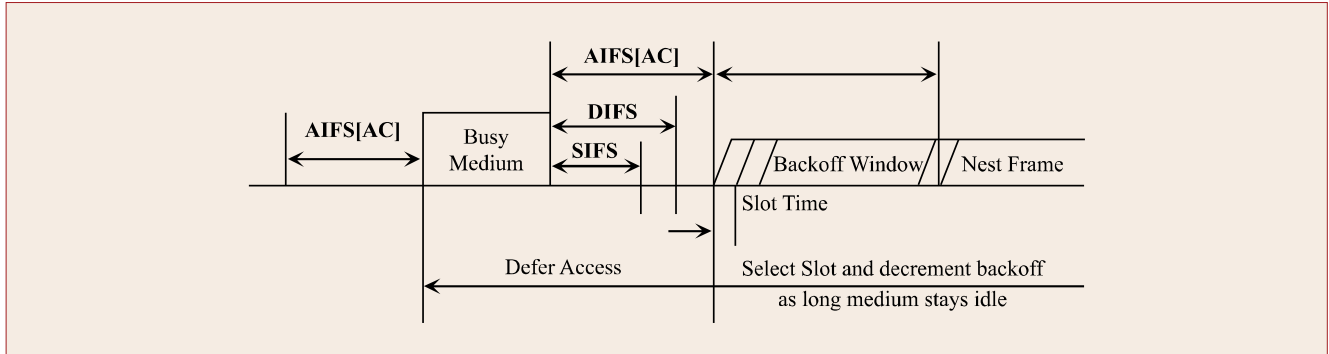 AIFS[AC]
AIFS[AC]
Busy
Medium
DIFS
SIFS
Backoff Window
Nest Frame
Slot Time
Defer Access
Select Slot and decrement backoff
as long medium stays idle